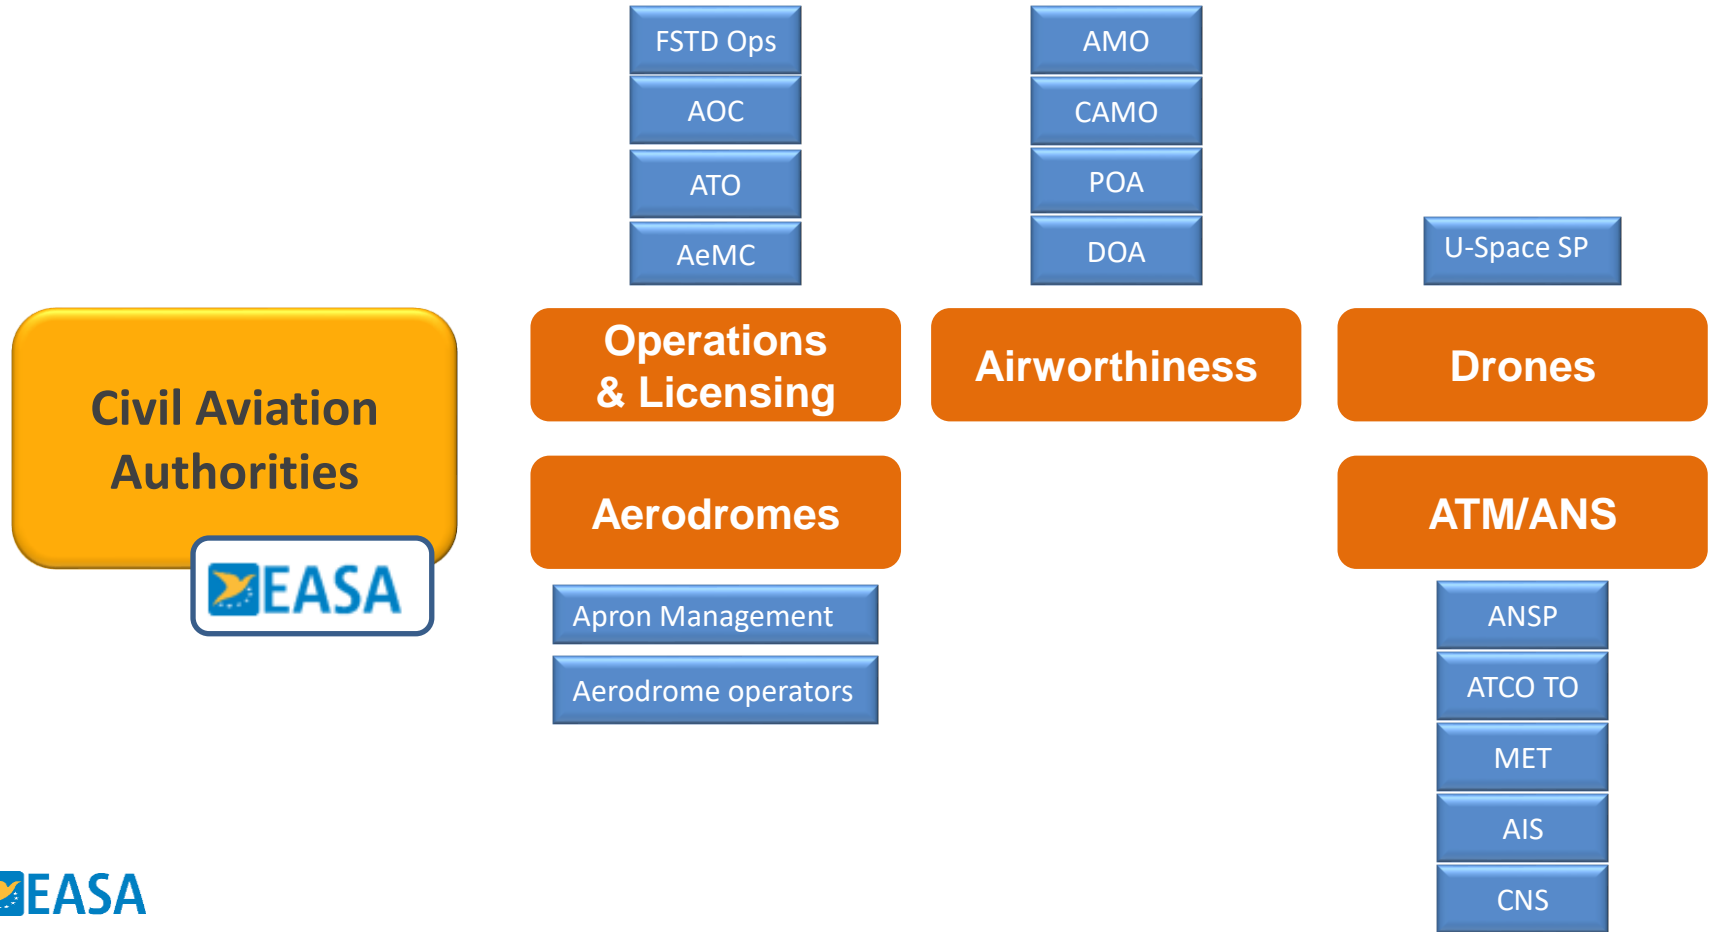 FSTD Ops
AOC
ATO
AeMC
AMO
CAMO
POA
DOA
U-Space SP
Civil Aviation
Authorities
EASA
Operations
& Licensing
Airworthiness
Drones
Aerodromes
ATM/ANS
Apron Management
Aerodrome operators
ANSP
ATCO TO
MET
AIS
CNS
EASA